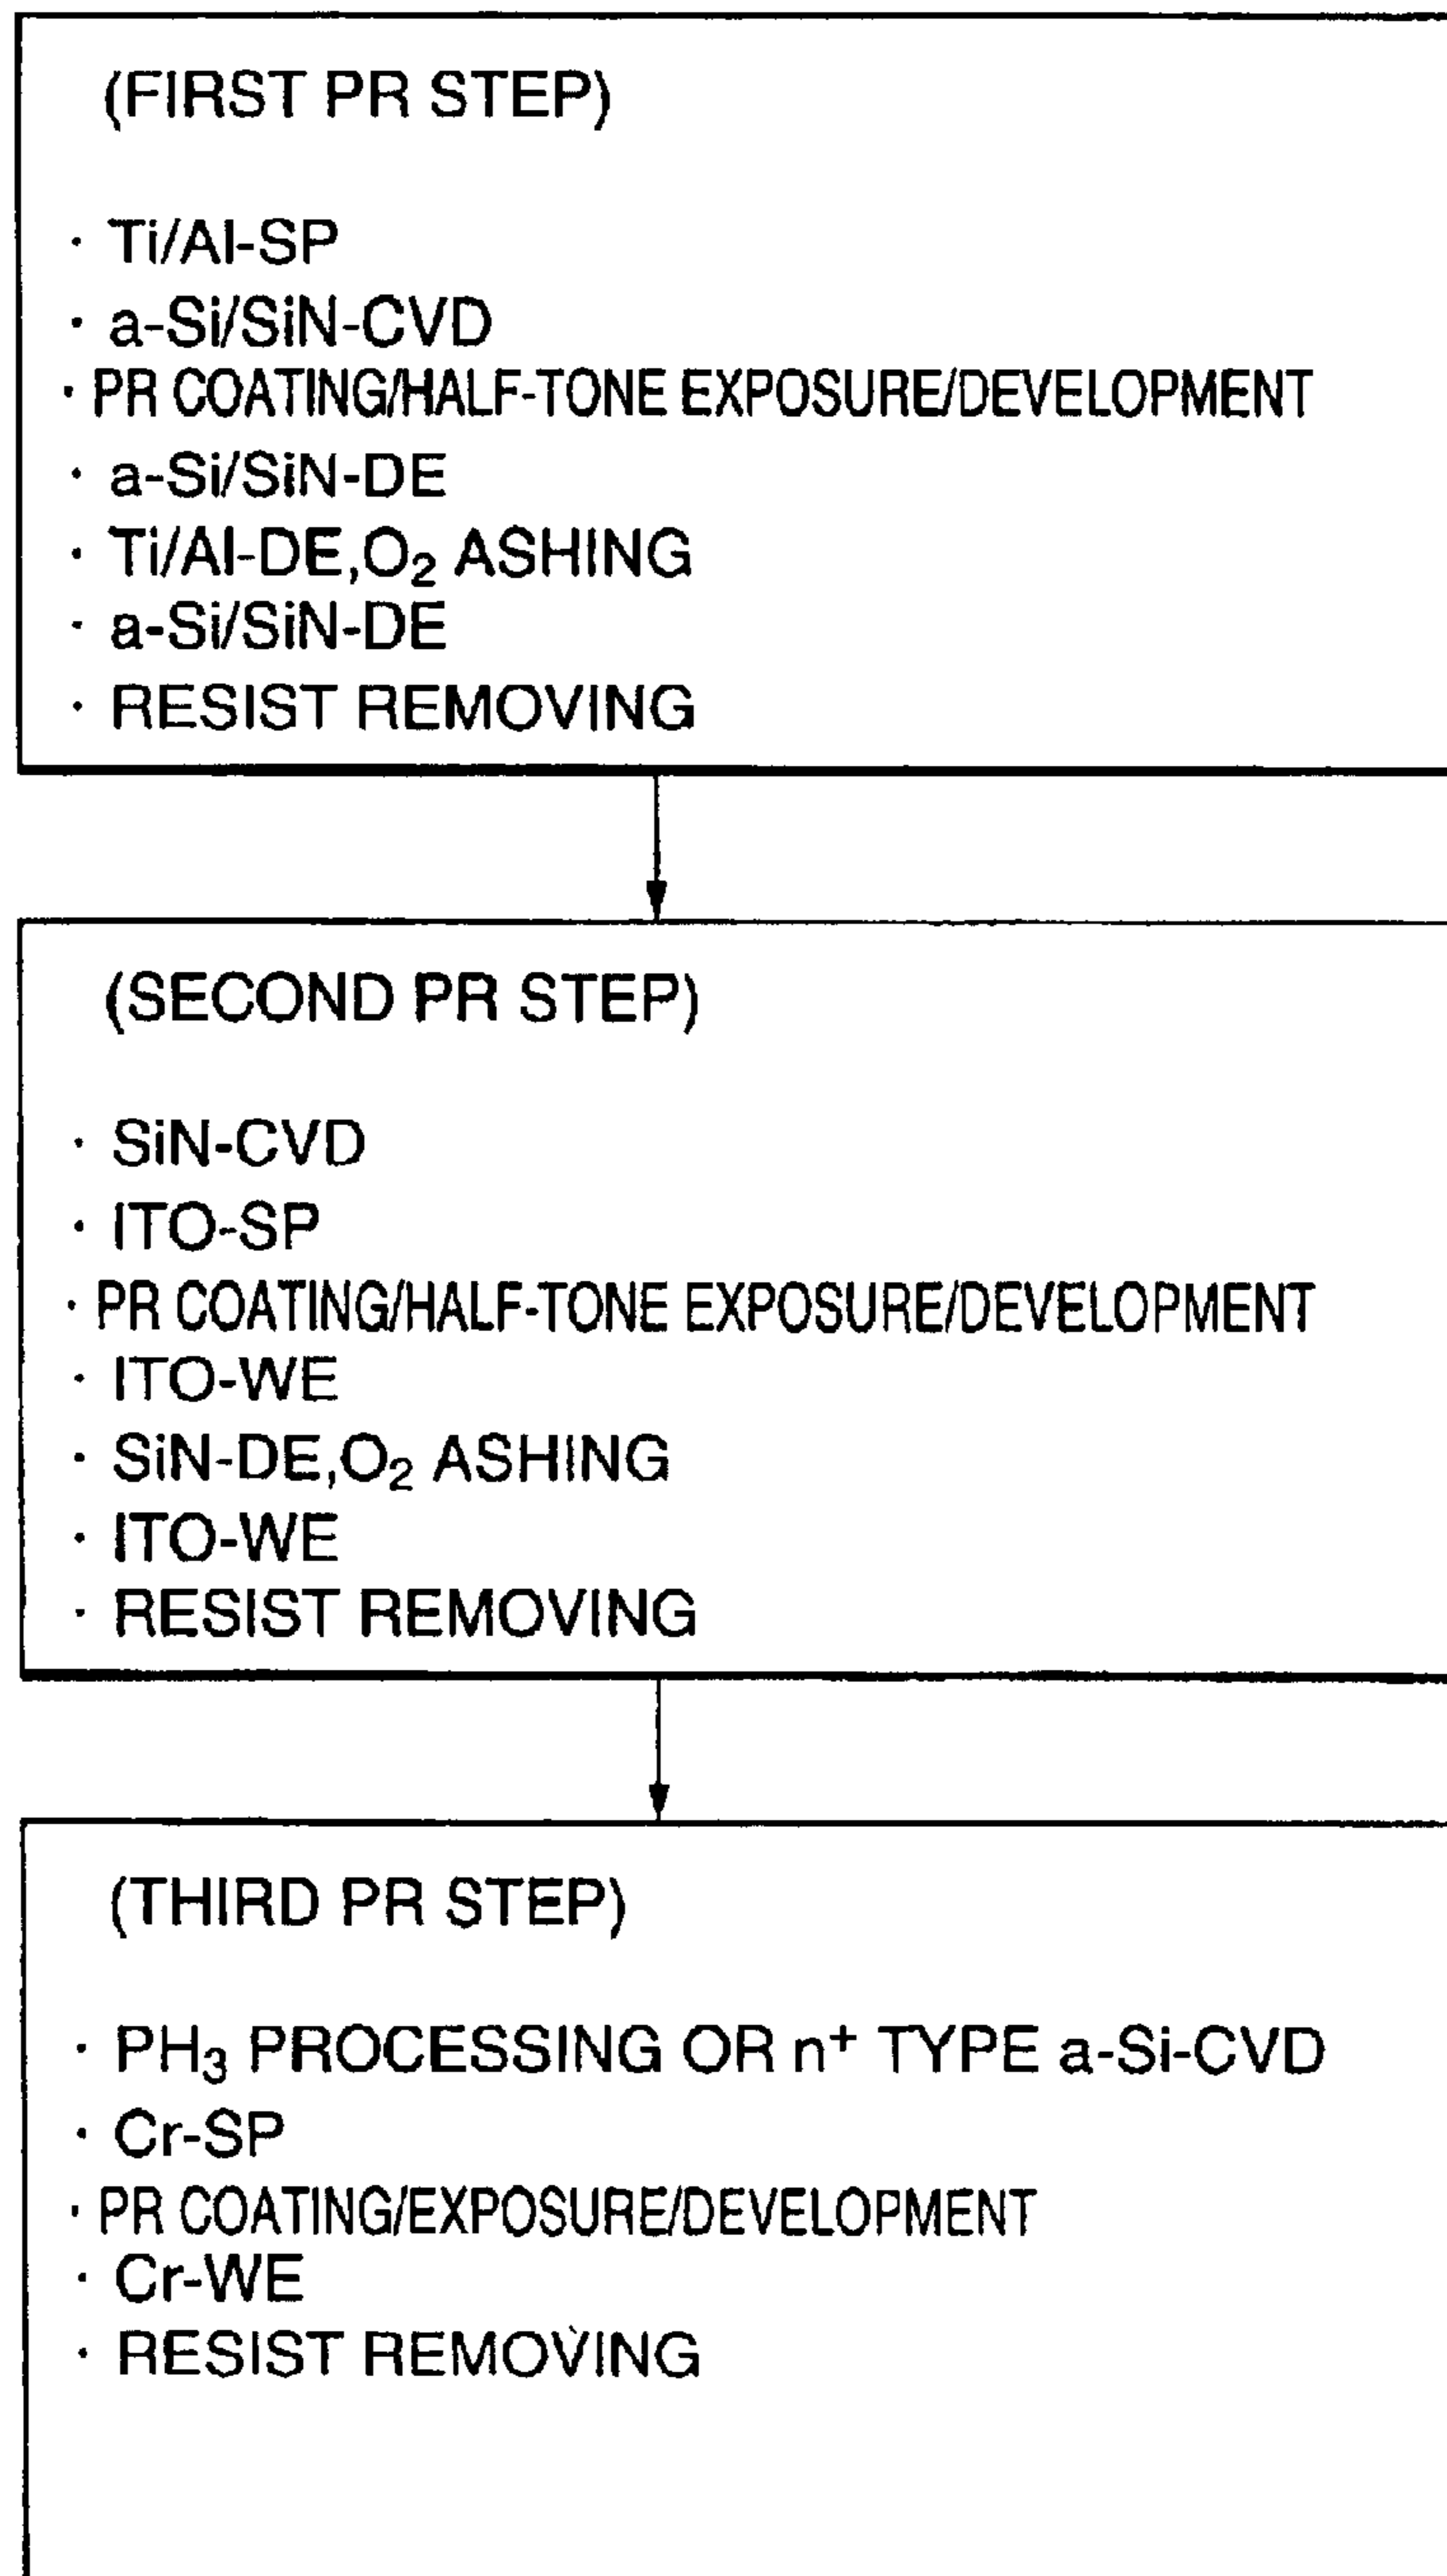 (FIRST PR STEP)
· Ti/Al-SP
· a-Si/SiN-CVD
· PR COATING/HALF-TONE EXPOSURE/DEVELOPMENT
· a-Si/SiN-DE
· Ti/Al-DE,O₂ ASHING
· a-Si/SiN-DE
· RESIST REMOVING
(SECOND PR STEP)
· SiN-CVD
· ITO-SP
· PR COATING/HALF-TONE EXPOSURE/DEVELOPMENT
· ITO-WE
· SiN-DE,O₂ ASHING
· ITO-WE
· RESIST REMOVING
(THIRD PR STEP)
· PH₃ PROCESSING OR n⁺ TYPE a-Si-CVD
· Cr-SP
· PR COATING/EXPOSURE/DEVELOPMENT
· Cr-WE
· RESIST REMOVING